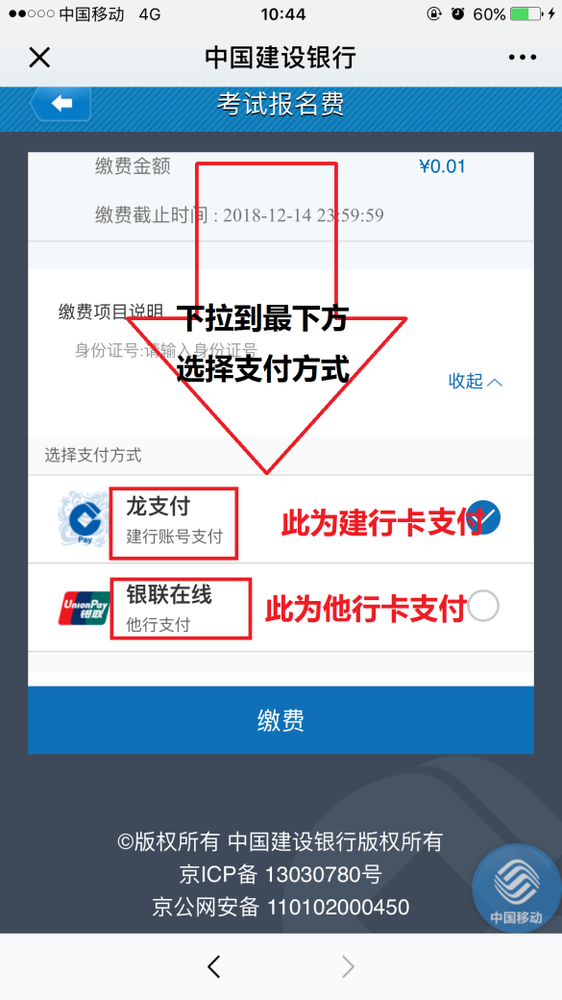 中国移动 4G 10:44 60%
中国建设银行
考试报名费
缴费金额 ¥0.01
缴费截止时间 : 2018-12-14 23:59:59
缴费项目说明
下拉到最下方
身份证号:请输入身份证号
选择支付方式
收起
选择支付方式
龙支付
此为建行卡支付
建行账号支付
Pay
银联在线
UnionPay
银联
此为他行卡支付
他行支付
缴费
©版权所有 中国建设银行版权所有
京ICP备 13030780号
京公网安备 110102000450
中国移动